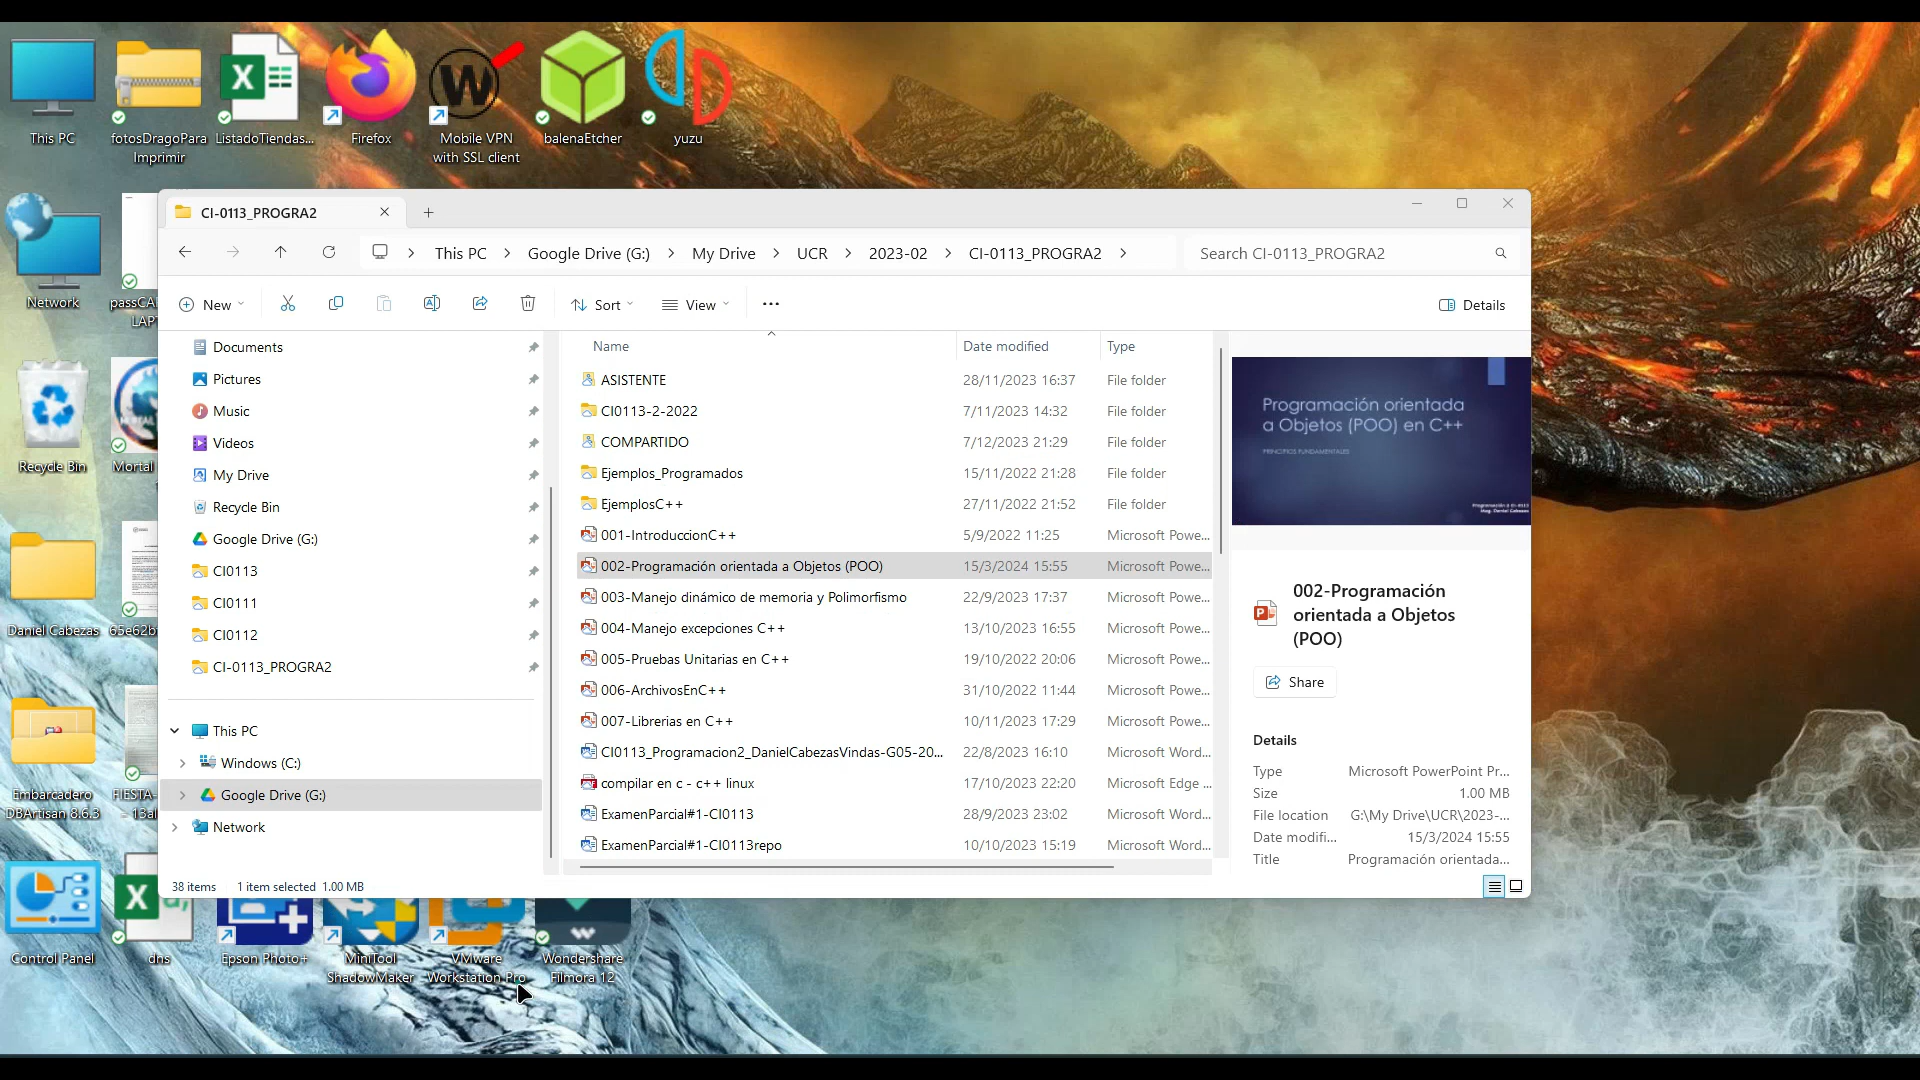 This PC
fotosDragoPara
Imprimir
ListadoTiendas...
Firefox
Mobile VPN
with SSL client
balenaEtcher
yuzu
Network
passCA
LAPT
Recycle Bin
Mortal
Daniel Cabezas
65e62b
Embarcadero
DBArtisan 8.6.3
FIESTA-
Control Panel
dns
Epson Photo+
MiniTool
ShadowMaker
VMware
Workstation Pro
Wondershare
Filmora 12
CI-0113_PROGRA2
This PC > Google Drive (G:) > My Drive > UCR > 2023-02 > CI-0113_PROGRA2 >
Search CI-0113_PROGRA2
New
Sort
View
Details
Documents
Pictures
Music
Videos
My Drive
Recycle Bin
Google Drive (G:)
CI0113
CI0111
CI0112
CI-0113_PROGRA2
This PC
Windows (C:)
Google Drive (G:)
Network
Name Date modified Type
ASISTENTE 28/11/2023 16:37 File folder
CI0113-2-2022 7/11/2023 14:32 File folder
COMPARTIDO 7/12/2023 21:29 File folder
Ejemplos_Programados 15/11/2022 21:28 File folder
EjemplosC++ 27/11/2022 21:52 File folder
001-IntroduccionC++ 5/9/2022 11:25 Microsoft Powe...
002-Programación orientada a Objetos (POO) 15/3/2024 15:55 Microsoft Powe...
003-Manejo dinámico de memoria y Polimorfismo 22/9/2023 17:37 Microsoft Powe...
004-Manejo excepciones C++ 13/10/2023 16:55 Microsoft Powe...
005-Pruebas Unitarias en C++ 19/10/2022 20:06 Microsoft Powe...
006-ArchivosEnC++ 31/10/2022 11:44 Microsoft Powe...
007-Librerias en C++ 10/11/2023 17:29 Microsoft Powe...
CI0113_Programacion2_DanielCabezasVindas-G05-20... 22/8/2023 16:10 Microsoft Word...
compilar en c - c++ linux 17/10/2023 22:20 Microsoft Edge ...
ExamenParcial#1-CI0113 28/9/2023 23:02 Microsoft Word...
ExamenParcial#1-CI0113repo 10/10/2023 15:19 Microsoft Word...
Programación orientada
a Objetos (POO) en C++
PRINCIPIOS FUNDAMENTALES
002-Programación
orientada a Objetos
(POO)
Share
Details
Type Microsoft PowerPoint Pr...
Size 1.00 MB
File location G:\My Drive\UCR\2023-...
Date modifi... 15/3/2024 15:55
Title Programación orientada...
38 items 1 item selected 1.00 MB